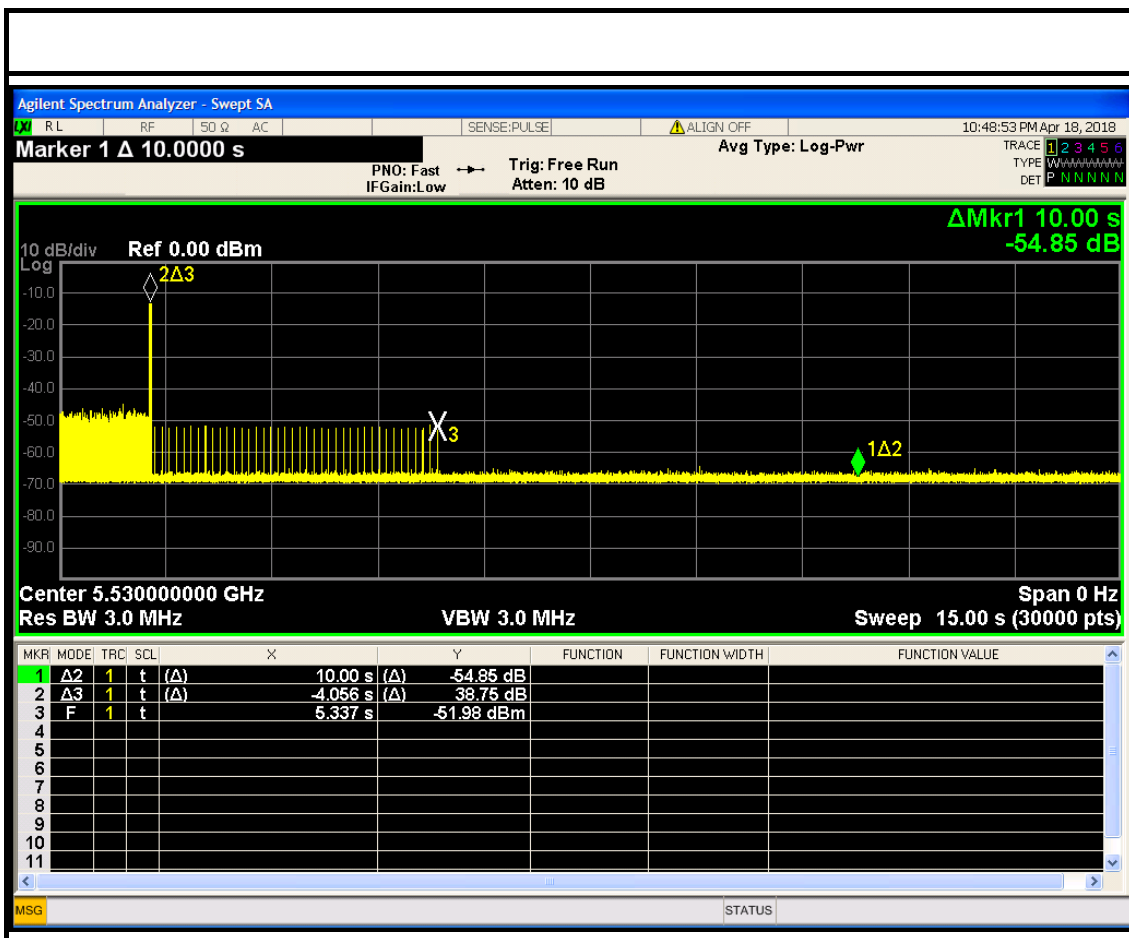 Agilent Spectrum Analyzer - Swept SA
LXI RL RF 50 Ω AC SENSE:PULSE ALIGN OFF 10:48:53 PM Apr 18, 2018
Marker 1 Δ 10.0000 s
PNO: Fast
IFGain:Low
Trig: Free Run
Atten: 10 dB
Avg Type: Log-Pwr
TRACE 1 2 3 4 5 6
TYPE W
DET P N N N N N
ΔMkr1 10.00 s
-54.85 dB
10 dB/div Ref 0.00 dBm
Log
2Δ3
-10.0
-20.0
-30.0
-40.0
-50.0
3
1Δ2
-60.0
-70.0
-80.0
-90.0
Center 5.530000000 GHz Span 0 Hz
Res BW 3.0 MHz VBW 3.0 MHz Sweep 15.00 s (30000 pts)
MKR MODE TRC SCL X Y FUNCTION FUNCTION WIDTH FUNCTION VALUE
1 Δ2 1 t (Δ) 10.00 s (Δ) -54.85 dB
2 Δ3 1 t (Δ) -4.056 s (Δ) 38.75 dB
3 F 1 t 5.337 s -51.98 dBm
4
5
6
7
8
9
10
11
MSG STATUS